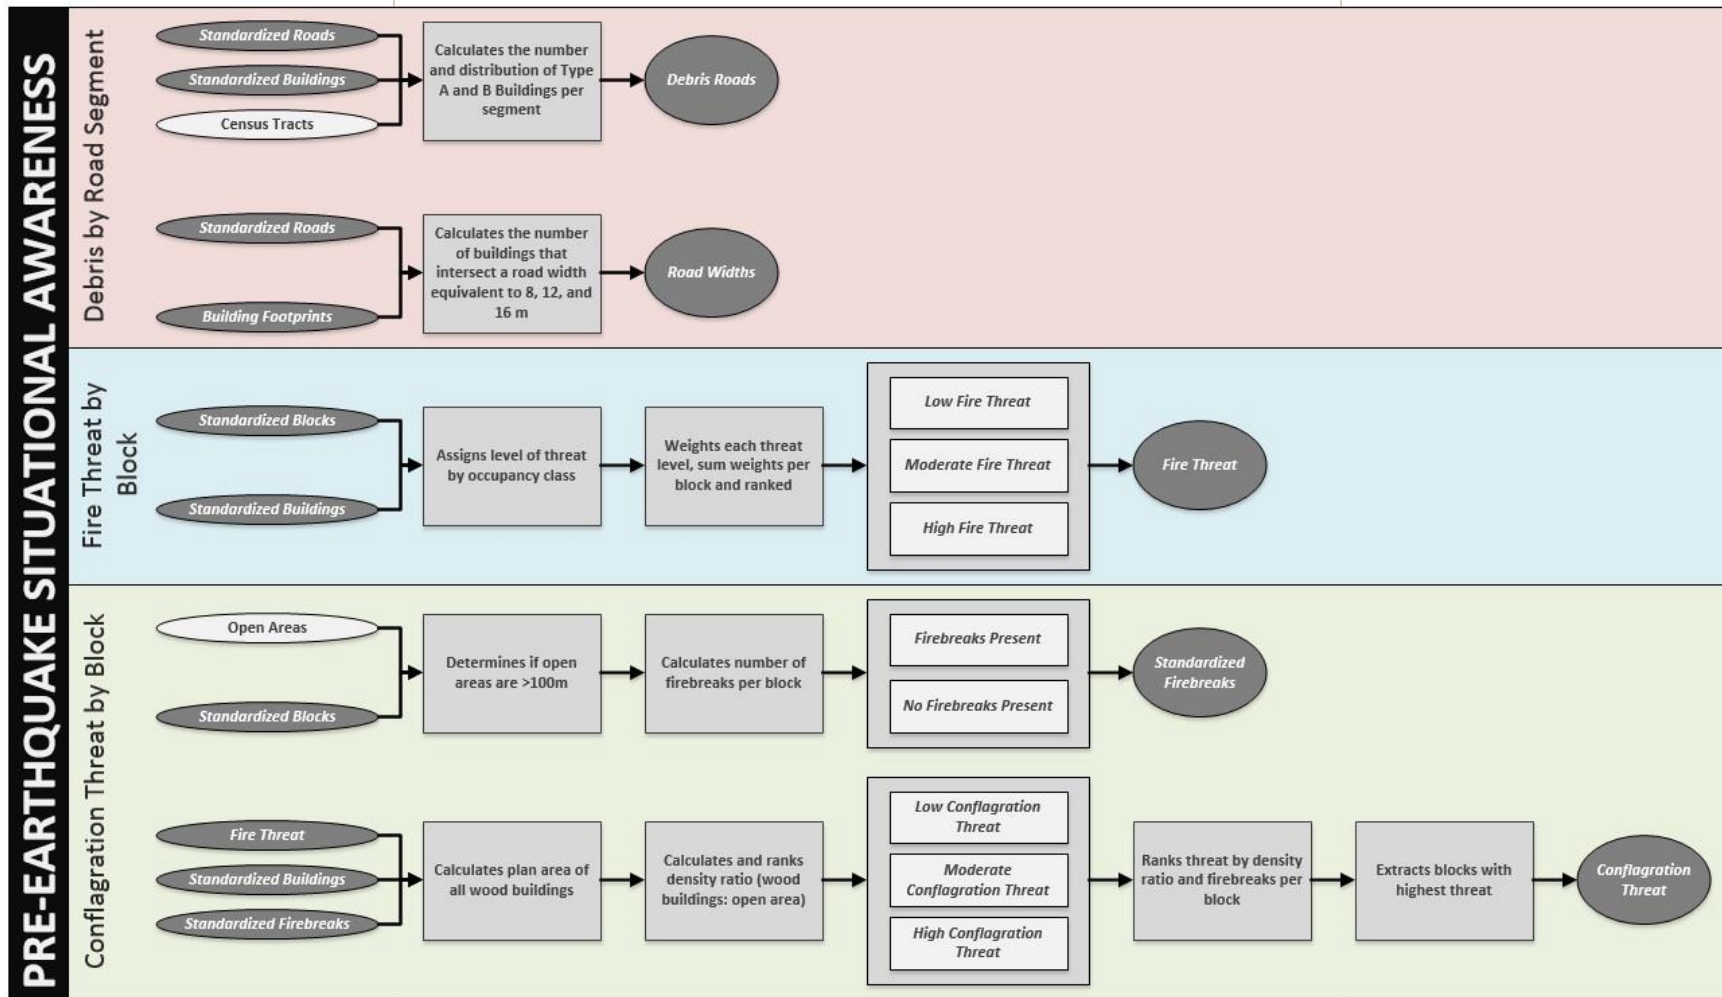 PRE-EARTHQUAKE SITUATIONAL AWARENESS
Debris by Road Segment
Standardized Roads
Standardized Buildings
Census Tracts
Calculates the number
and distribution of Type
A and B Buildings per
segment
Debris Roads
Standardized Roads
Building Footprints
Calculates the number
of buildings that
intersect a road width
equivalent to 8, 12, and
16 m
Road Widths
Fire Threat by
Block
Standardized Blocks
Standardized Buildings
Assigns level of threat
by occupancy class
Weights each threat
level, sum weights per
block and ranked
Low Fire Threat
Moderate Fire Threat
High Fire Threat
Fire Threat
Conflagration Threat by Block
Open Areas
Standardized Blocks
Determines if open
areas are >100m
Calculates number of
firebreaks per block
Firebreaks Present
No Firebreaks Present
Standardized
Firebreaks
Fire Threat
Standardized Buildings
Standardized Firebreaks
Calculates plan area of
all wood buildings
Calculates and ranks
density ratio (wood
buildings: open area)
Low Conflagration
Threat
Moderate
Conflagration Threat
High Conflagration
Threat
Ranks threat by density
ratio and firebreaks per
block
Extracts blocks with
highest threat
Conflagration
Threat